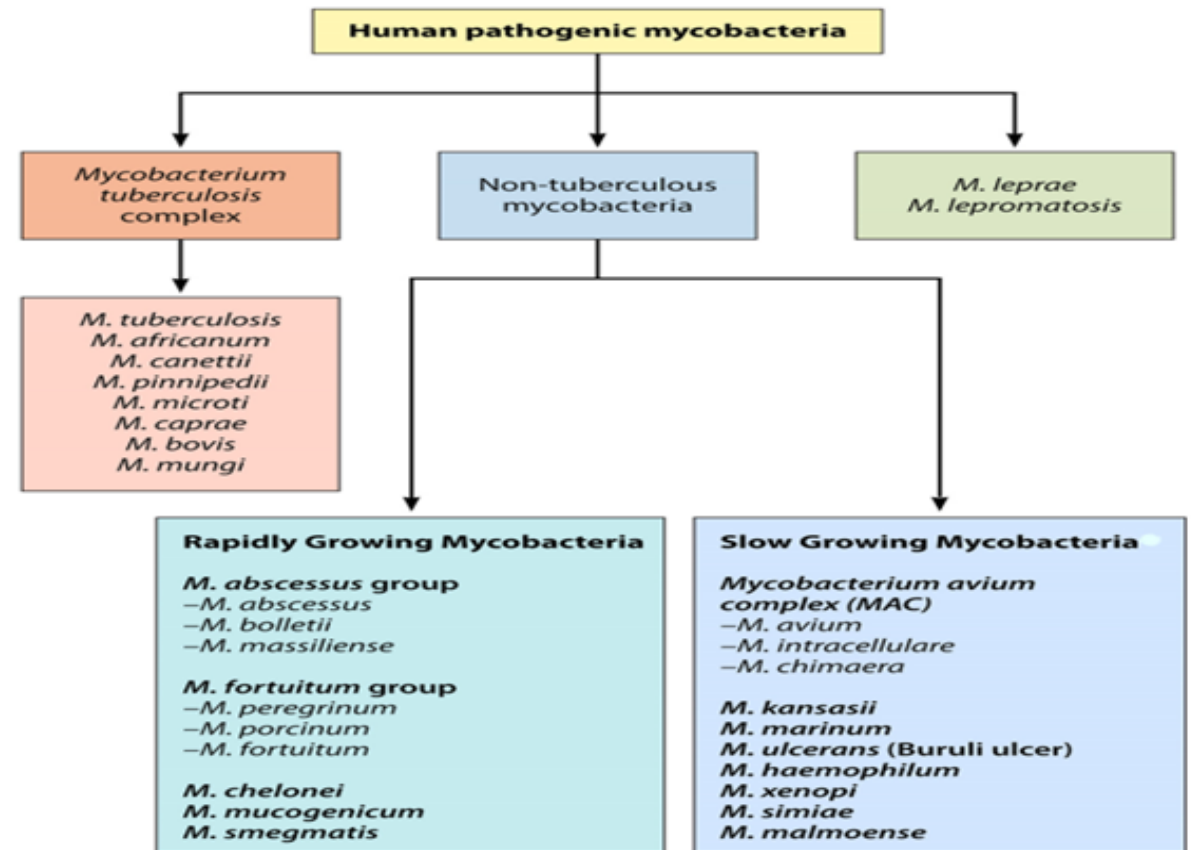 Human pathogenic mycobacteria
Mycobacterium
tuberculosis
complex
Non-tuberculous
mycobacteria
M. leprae
M. lepromatosis
M. tuberculosis
M. africanum
M. canettii
M. pinnipedii
M. microti
M. caprae
M. bovis
M. mungi
Rapidly Growing Mycobacteria
M. abscessus group
–M. abscessus
–M. bolletii
–M. massiliense
M. fortuitum group
–M. peregrinum
–M. porcinum
–M. fortuitum
M. chelonei
M. mucogenicum
M. smegmatis
Slow Growing Mycobacteria
Mycobacterium avium
complex (MAC)
–M. avium
–M. intracellulare
–M. chimaera
M. kansasii
M. marinum
M. ulcerans (Buruli ulcer)
M. haemophilum
M. xenopi
M. simiae
M. malmoense